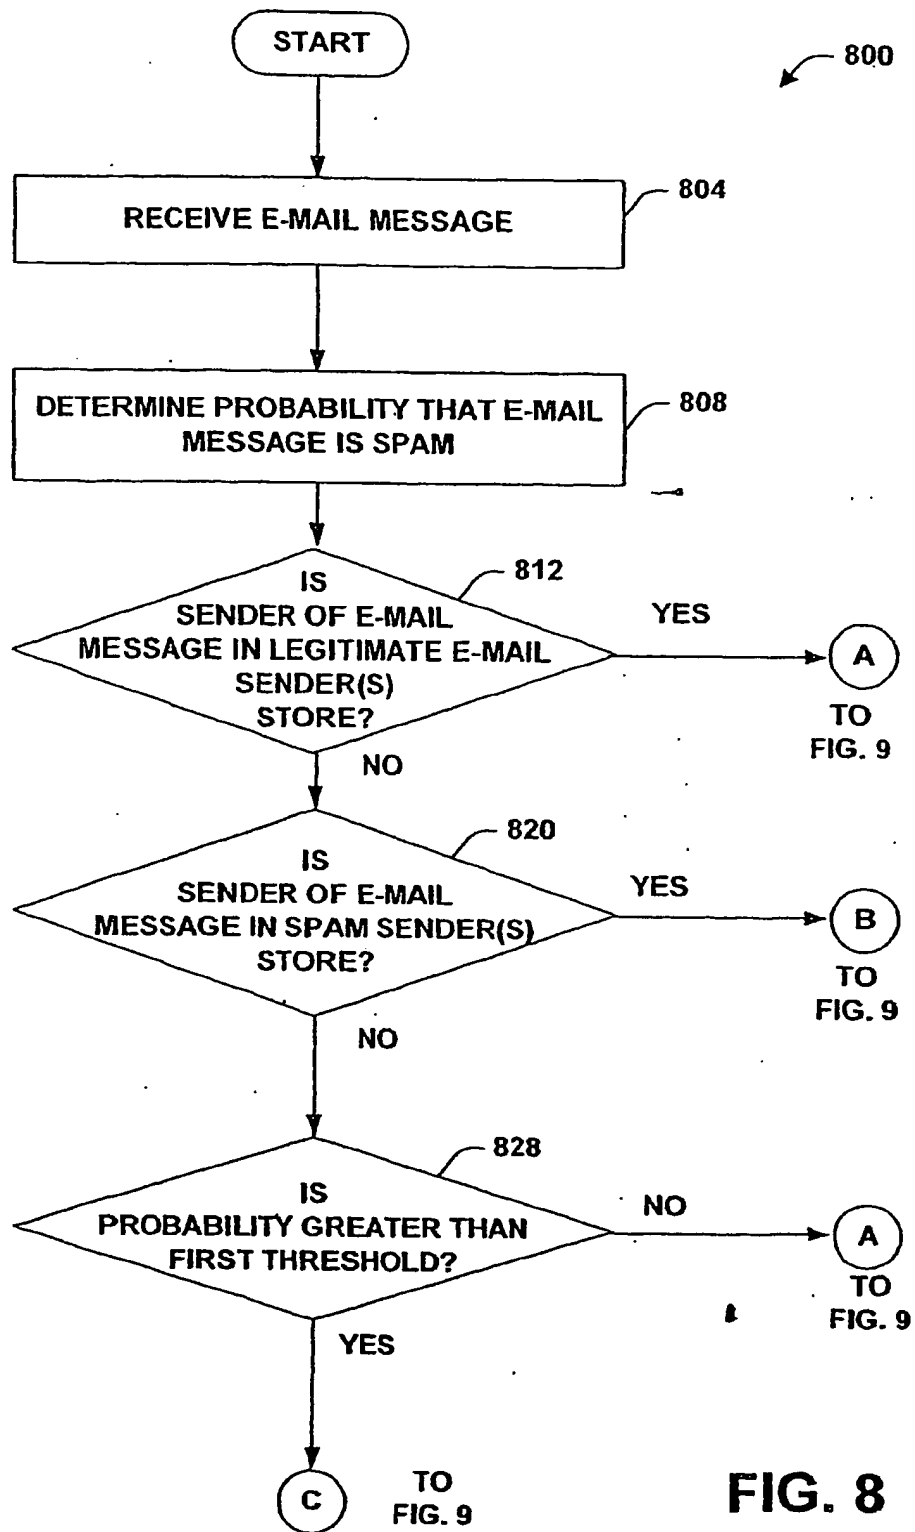 START
800
804
RECEIVE E-MAIL MESSAGE
808
DETERMINE PROBABILITY THAT E-MAIL
MESSAGE IS SPAM
812
IS
SENDER OF E-MAIL
MESSAGE IN LEGITIMATE E-MAIL
SENDER(S)
STORE?
YES
A
TO
FIG. 9
NO
820
IS
SENDER OF E-MAIL
MESSAGE IN SPAM SENDER(S)
STORE?
YES
B
TO
FIG. 9
NO
828
IS
PROBABILITY GREATER THAN
FIRST THRESHOLD?
NO
A
TO
FIG. 9
YES
C
TO
FIG. 9
FIG. 8